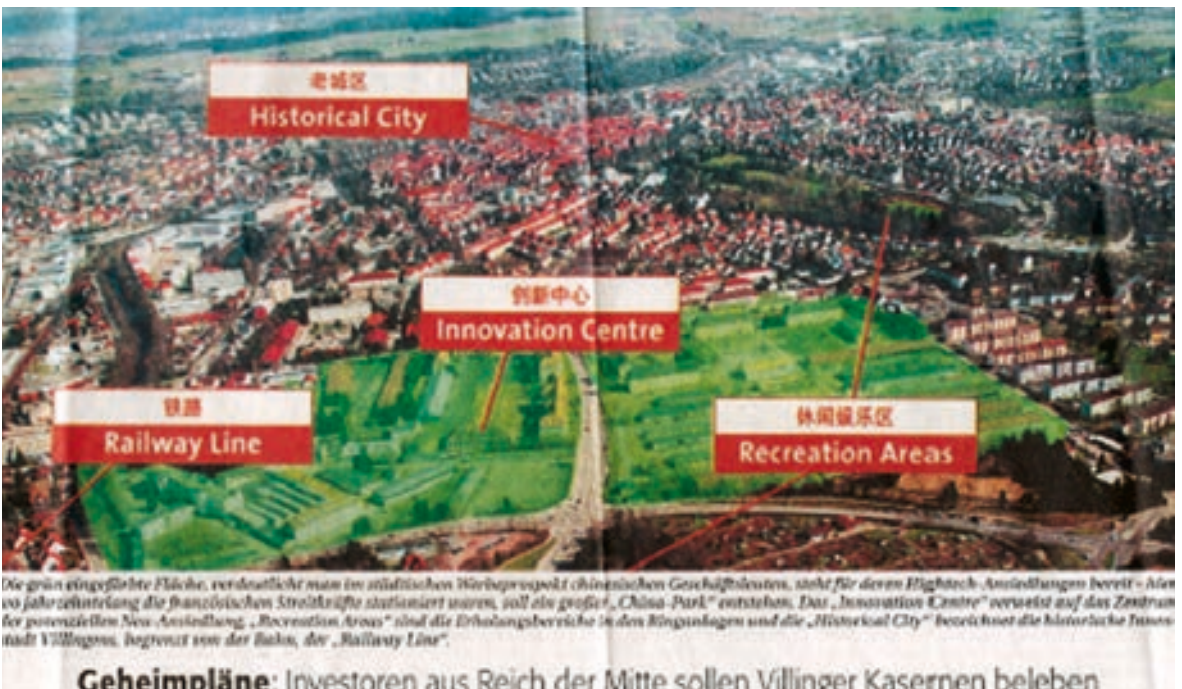 老城区
Historical City
创新中心
Innovation Centre
铁路
Railway Line
休闲娱乐区
Recreation Areas
Die grün eingefärbte Fläche, verdeutlicht man im städtischen Werbeprospekt chinesischen Geschäftsleuten, steht für deren Hightech-Ansiedlungen bereit – hier,
wo jahrzehntelang die französischen Streitkräfte stationiert waren, soll ein großer „China-Park“ entstehen. Das „Innovation Centre“ verweist auf das Zentrum
der potenziellen Neu-Ansiedlung, „Recreation Areas“ sind die Erholungsbereiche in den Ringanlagen und die „Historical City“ bezeichnet die historische Innen-
stadt Villingens, begrenzt von der Bahn, der „Railway Line“.
Geheimpläne: Investoren aus Reich der Mitte sollen Villinger Kasernen beleben